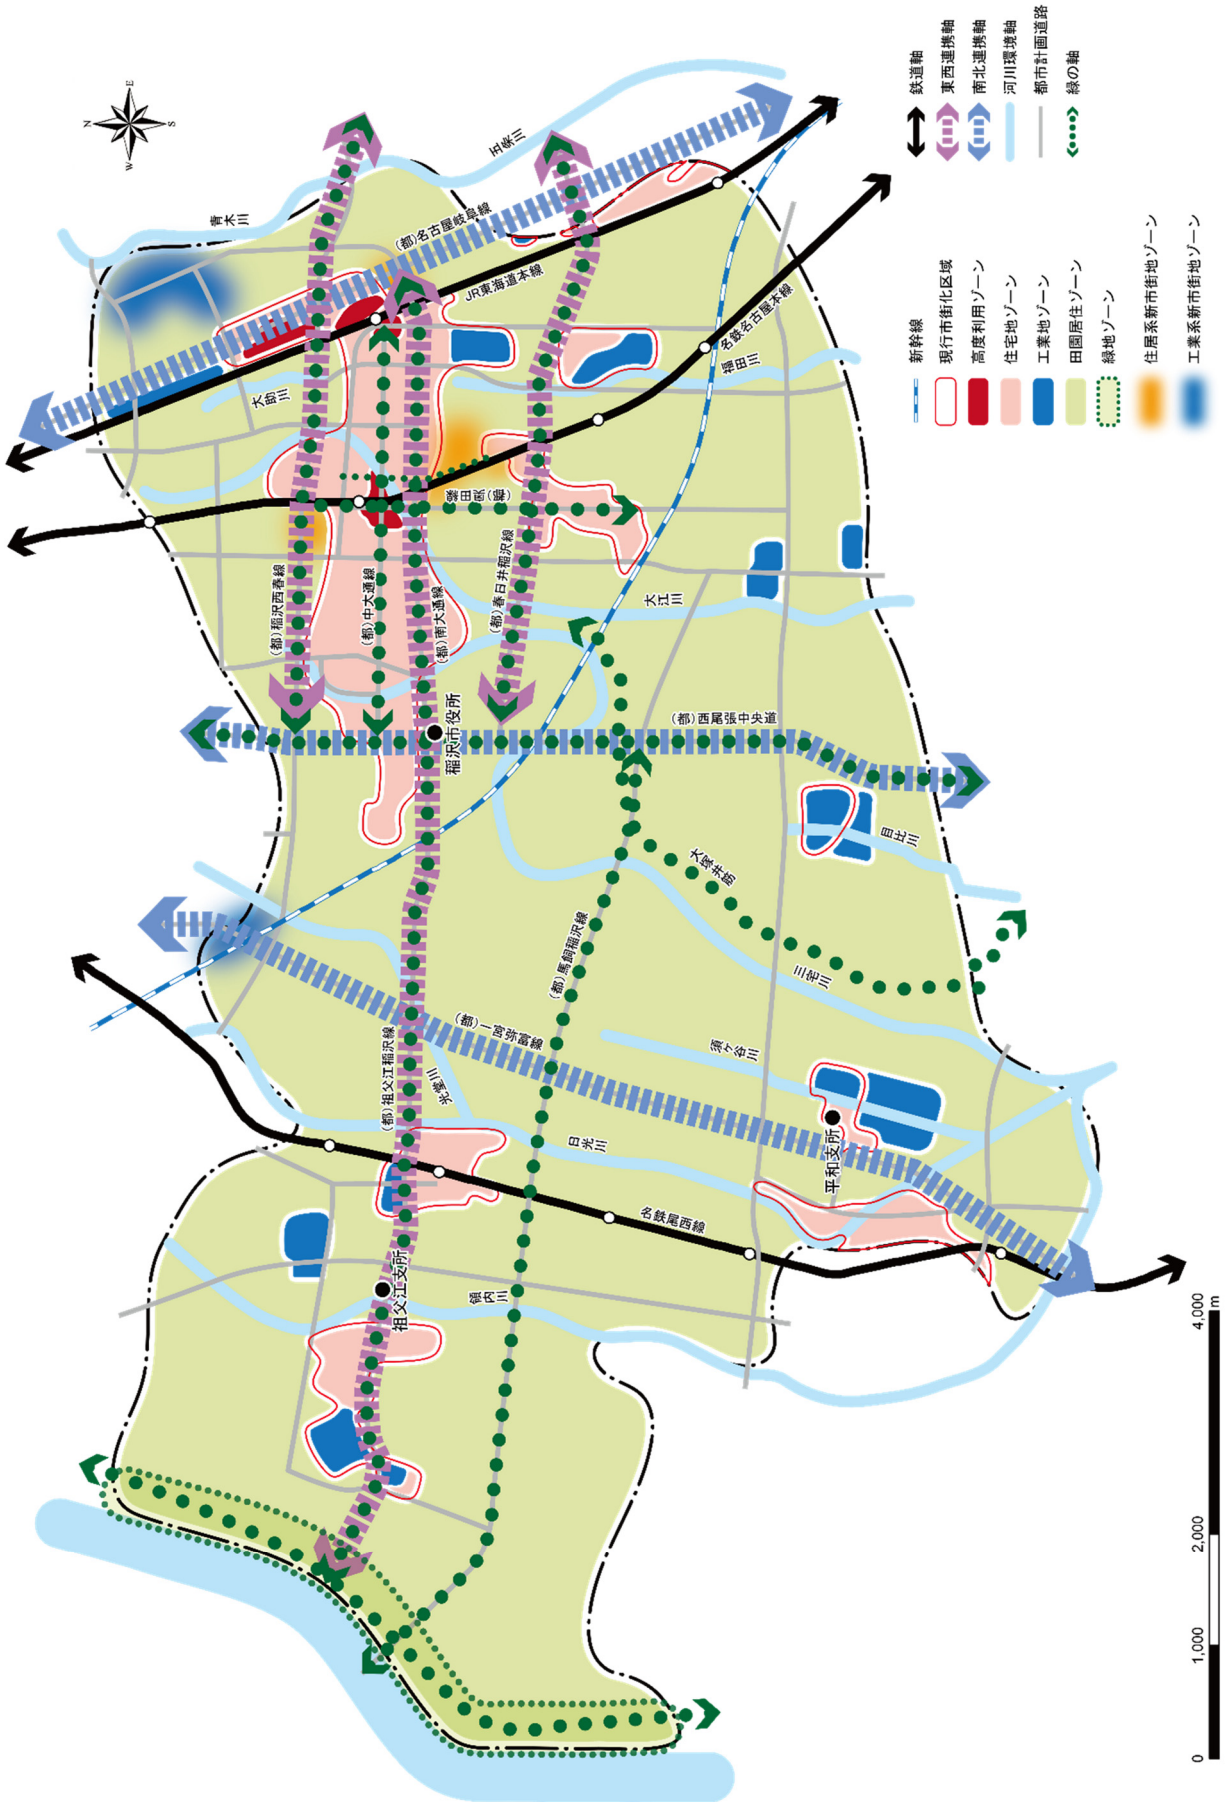 N
E
S
W
五条川
青木川
(都)名古屋岐阜線
JR東海道本線
名鉄名古屋本線
福田川
大助川
(都)稲沢西春線
(都)中大通線
(都)南大通線
(都)春日井稲沢線
大江川
稲沢市役所
(都)西尾張中央道
目比川
大塚井筋
三宅川
(都)馬飼稲沢線
(都)一宮弥富線
須ケ谷川
(都)祖父江稲沢線
光堂川
日光川
平和支所
名鉄尾西線
祖父江支所
領内川
鉄道軸
東西連携軸
南北連携軸
河川環境軸
都市計画道路
緑の軸
新幹線
現行市街化区域
高度利用ゾーン
住宅地ゾーン
工業地ゾーン
田園居住ゾーン
緑地ゾーン
住居系新市街地ゾーン
工業系新市街地ゾーン
0
1,000
2,000
4,000
m